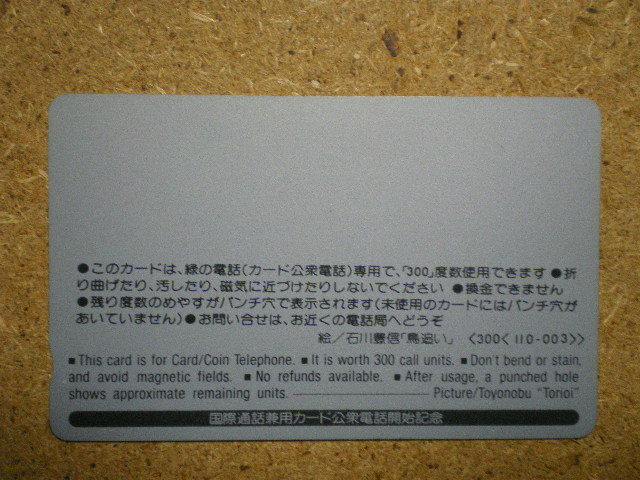 ●このカードは、緑の電話(カード公衆電話)専用で、「300」度数使用できます ●折
り曲げたり、汚したり、磁気に近づけたりしないでください ●換金できません
●残り度数のめやすがパンチ穴で表示されます(未使用のカードにはパンチ穴が
あいていません) ●お問い合せは、お近くの電話局へどうぞ
絵/石川豊信「鳥追い」 〈300〈110-003〉〉
■This card is for Card/Coin Telephone. ■It is worth 300 call units. ■Don't bend or stain,
and avoid magnetic fields. ■No refunds available. ■After usage, a punched hole
shows approximate remaining units. Picture/Toyonobu "Torioi"
国際通話兼用カード公衆電話開始記念